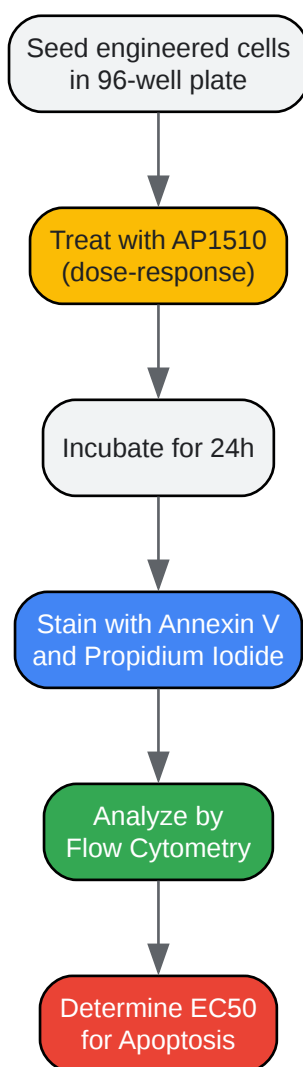 Seed engineered cells
in 96-well plate
Treat with AP1510
(dose-response)
Incubate for 24h
Stain with Annexin V
and Propidium Iodide
Analyze by
Flow Cytometry
Determine EC50
for Apoptosis